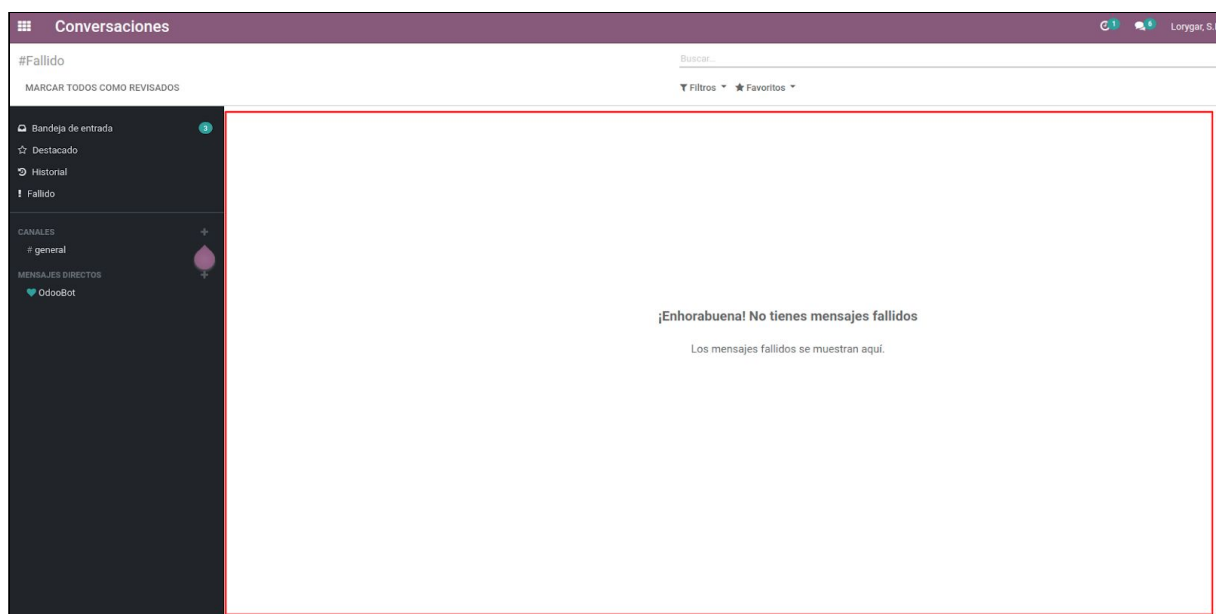 Conversaciones
1
6
Lorygar, S.
#Fallido
Buscar...
MARCAR TODOS COMO REVISADOS
Filtros
Favoritos
Bandeja de entrada
3
Destacado
Historial
Fallido
CANALES
# general
MENSAJES DIRECTOS
OdooBot
¡Enhorabuena! No tienes mensajes fallidos
Los mensajes fallidos se muestran aquí.